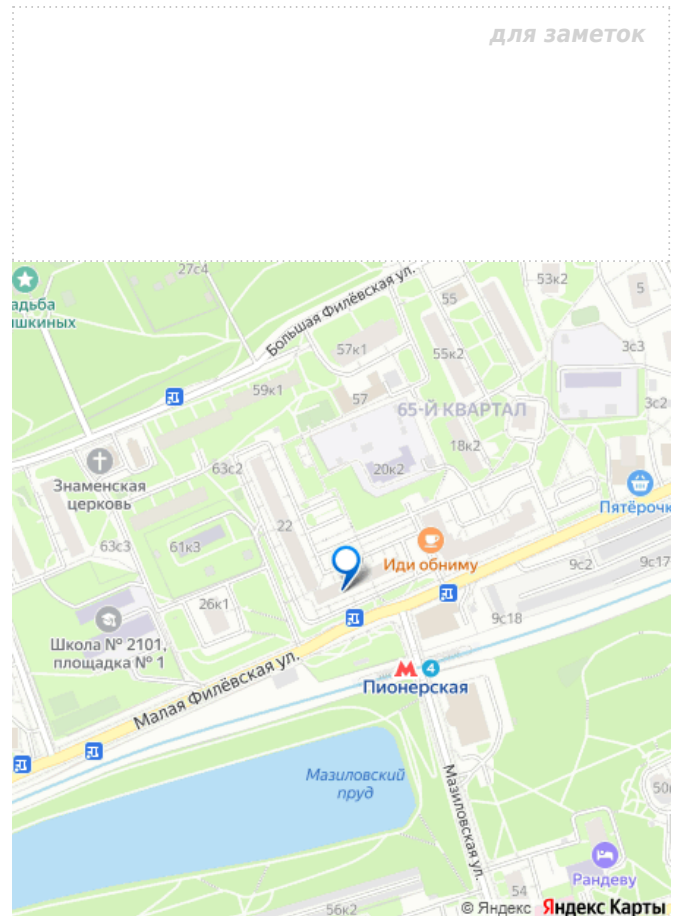 для заметок
27с4
53к2
5
адьба
шкиных
Большая Филёвская ул.
55
57к1
55к2
3с3
59к1
57
65-Й КВАРТАЛ
3с2
18к2
Знаменская
церковь
63с2
20к2
Пятёрочк
22
63с3
61к3
Иди обниму
9с2
9с17
26к1
9с18
Школа № 2101,
площадка № 1
Малая Филёвская ул.
М 4
Пионерская
Мазиловский
пруд
Мазиловская ул.
50
Рандеву
54
56к2
© Яндекс Яндекс Карты